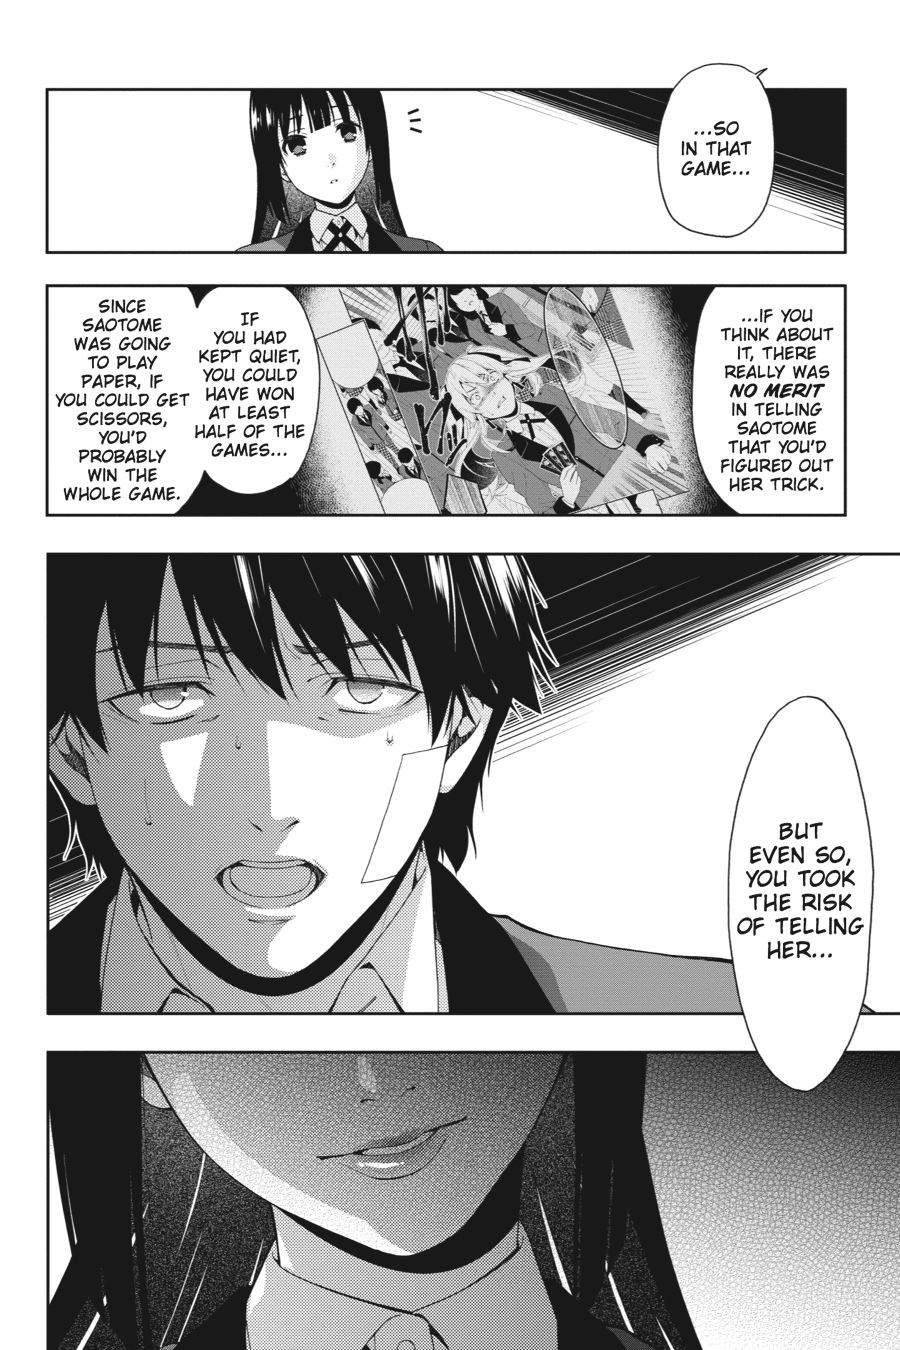 ...SO
IN THAT
GAME...
...IF YOU
THINK ABOUT
IT, THERE
REALLY WAS
NO MERIT
IN TELLING
SAOTOME
THAT YOU'D
FIGURED OUT
HER TRICK.
IF
YOU HAD
KEPT QUIET,
YOU COULD
HAVE WON
AT LEAST
HALF OF THE
GAMES...
SINCE
SAOTOME
WAS GOING
TO PLAY
PAPER, IF
YOU COULD GET
SCISSORS,
YOU'D
PROBABLY
WIN THE
WHOLE GAME.
BUT
EVEN SO,
YOU TOOK
THE RISK
OF TELLING
HER...